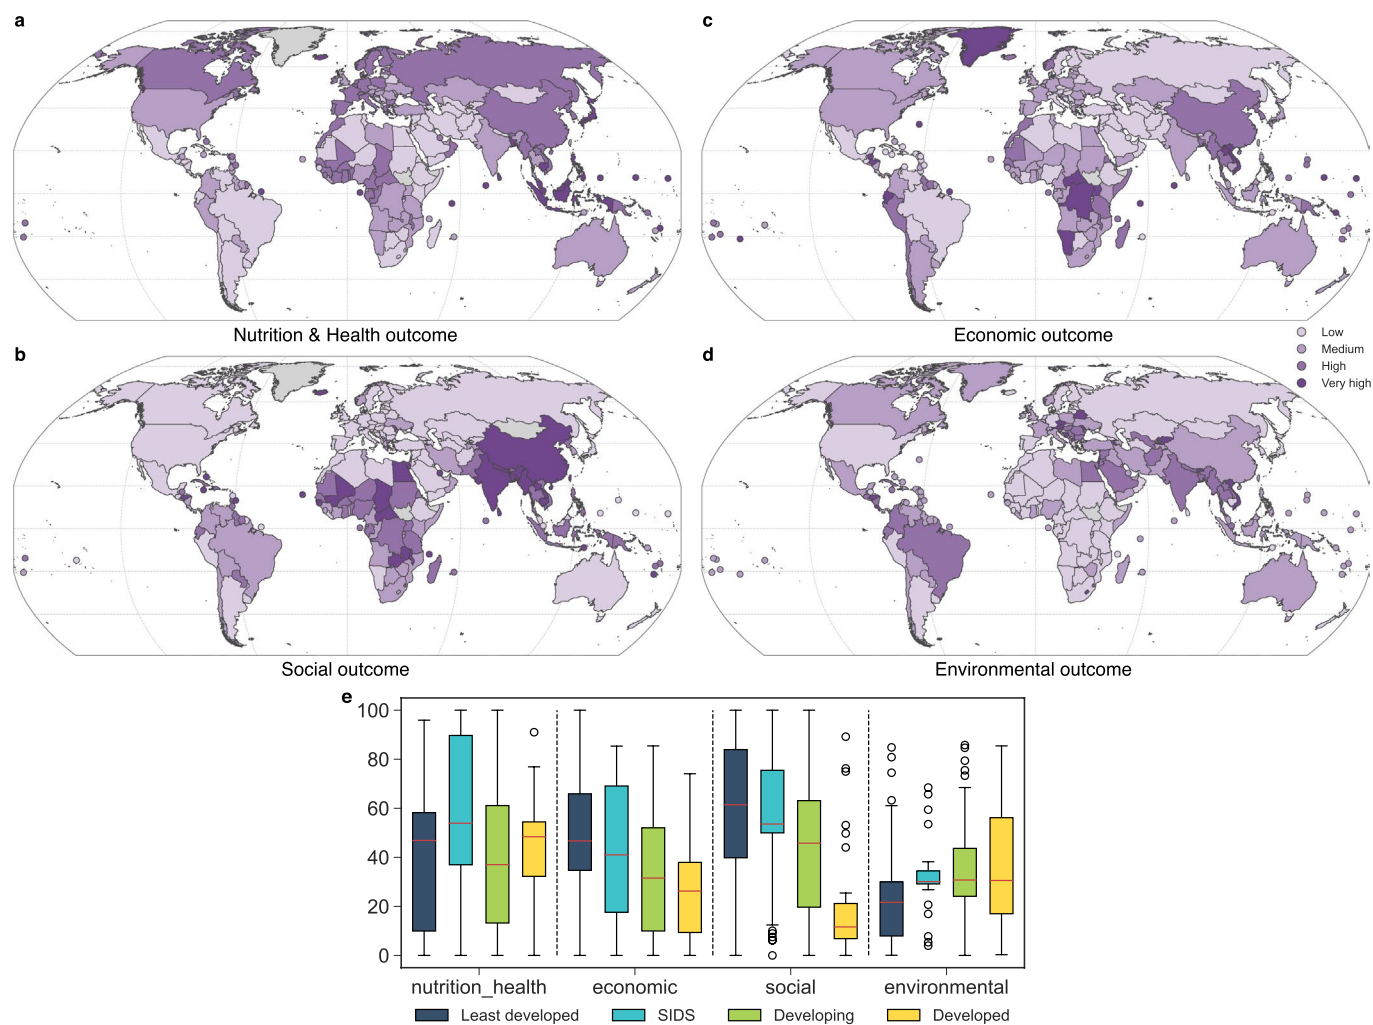 a
c
Nutrition & Health outcome
Economic outcome
Low
Medium
High
Very high
b
d
Social outcome
Environmental outcome
e
100
80
60
40
20
0
nutrition_health
economic
social
environmental
Least developed
SIDS
Developing
Developed